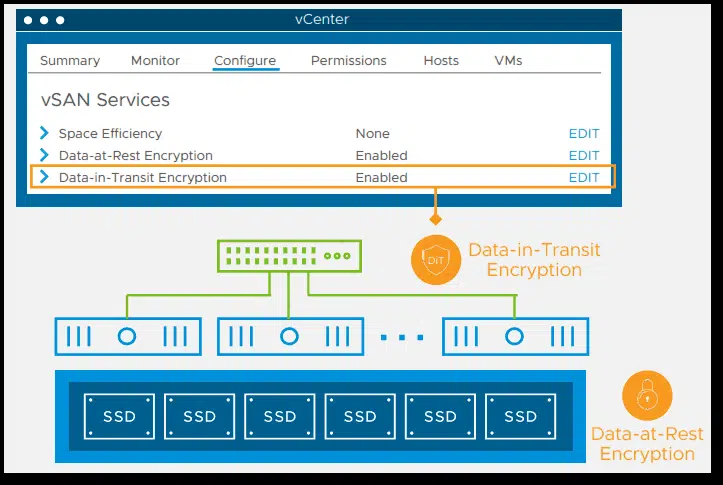 vCenter
Summary Monitor Configure Permissions Hosts VMs
vSAN Services
Space Efficiency None EDIT
Data-at-Rest Encryption Enabled EDIT
Data-in-Transit Encryption Enabled EDIT
DiT
Data-in-Transit
Encryption
SSD SSD SSD SSD SSD SSD
Data-at-Rest
Encryption